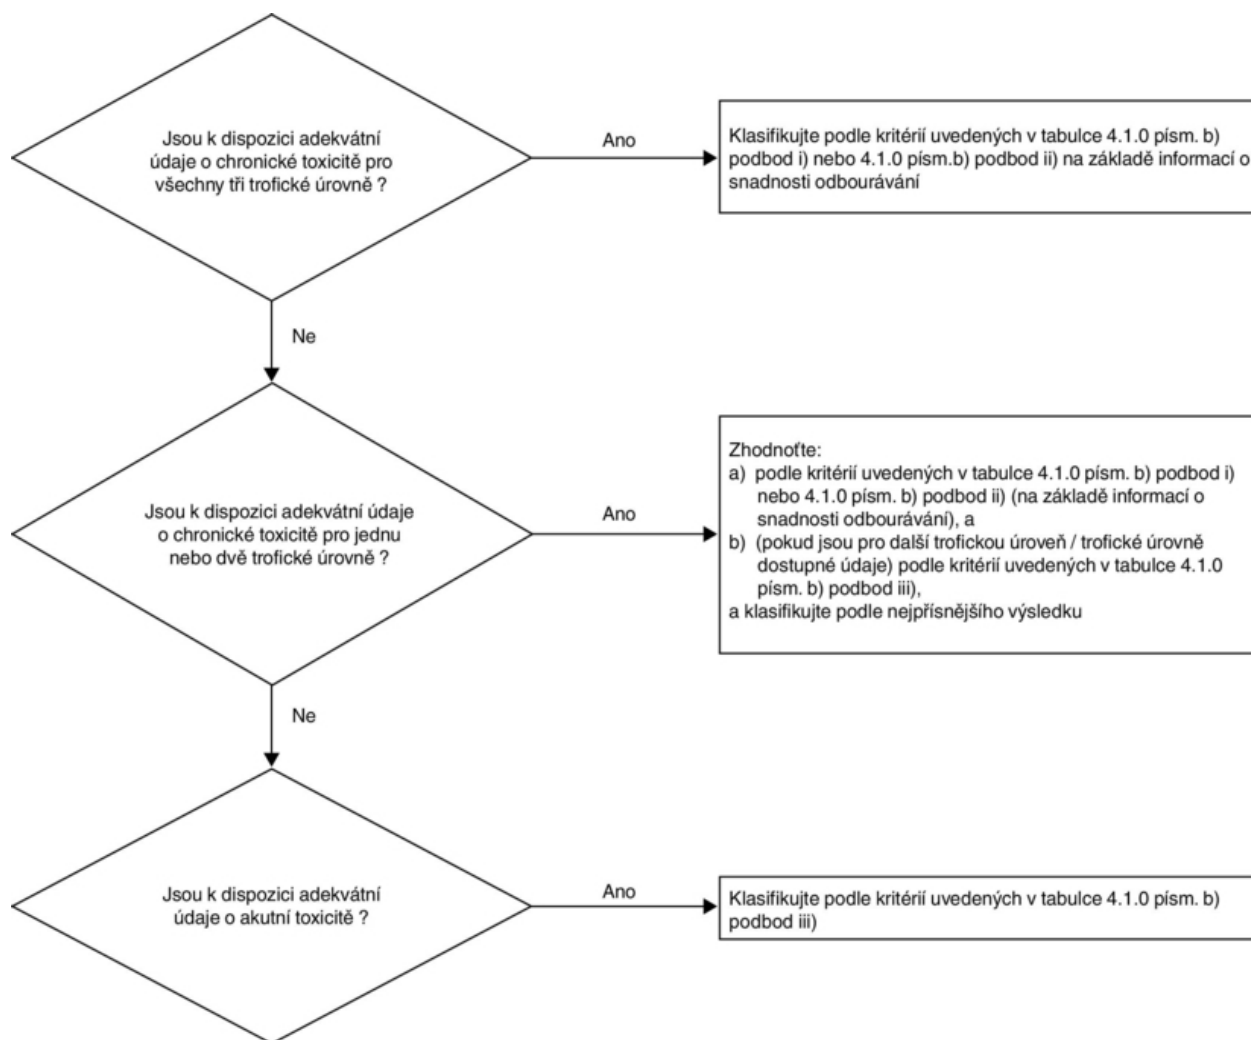 Jsou k dispozici adekvátní
údaje o chronické toxicitě pro
všechny tři trofické úrovně ?
Ano
Klasifikujte podle kritérií uvedených v tabulce 4.1.0 písm. b)
podbod i) nebo 4.1.0 písm.b) podbod ii) na základě informací o
snadnosti odbourávání
Ne
Jsou k dispozici adekvátní údaje
o chronické toxicitě pro jednu
nebo dvě trofické úrovně ?
Ano
Zhodnoťte:
a) podle kritérií uvedených v tabulce 4.1.0 písm. b) podbod i)
nebo 4.1.0 písm. b) podbod ii) (na základě informací o
snadnosti odbourávání), a
b) (pokud jsou pro další trofickou úroveň / trofické úrovně
dostupné údaje) podle kritérií uvedených v tabulce 4.1.0
písm. b) podbod iii),
a klasifikujte podle nejpřísnějšího výsledku
Ne
Jsou k dispozici adekvátní
údaje o akutní toxicitě ?
Ano
Klasifikujte podle kritérií uvedených v tabulce 4.1.0 písm. b)
podbod iii)